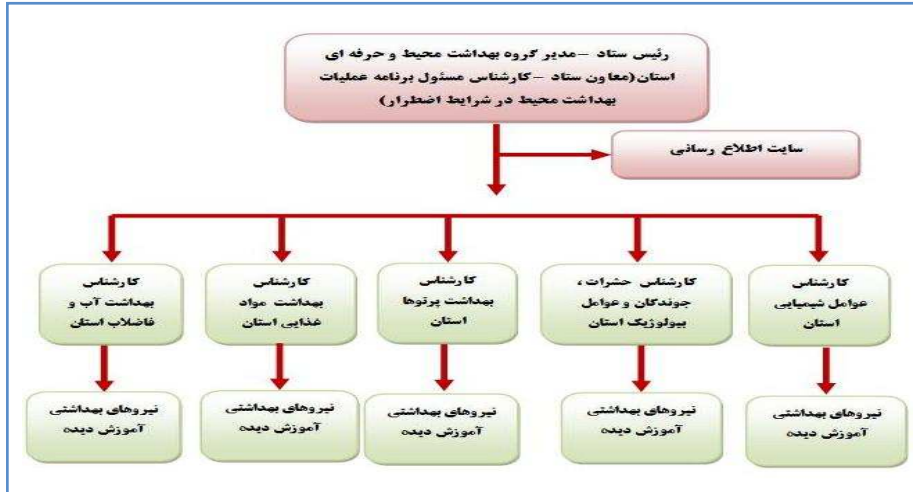 رئیس ستاد –مدیر گروه بهداشت محیط و حرفه ای
استان(معاون ستاد –کارشناس مسئول برنامه عملیات
بهداشت محیط در شرایط اضطرار)
سایت اطلاع رسانی
کارشناس
عوامل شیمیایی
استان
کارشناس حشرات ،
جوندگان و عوامل
بیولوژیک استان
کارشناس
بهداشت پرتوها
استان
کارشناس
بهداشت مواد
غذایی استان
کارشناس
بهداشت آب و
فاضلاب استان
نیروهای بهداشتی
آموزش دیده
نیروهای بهداشتی
آموزش دیده
نیروهای بهداشتی
آموزش دیده
نیروهای بهداشتی
آموزش دیده
نیروهای بهداشتی
آموزش دیده